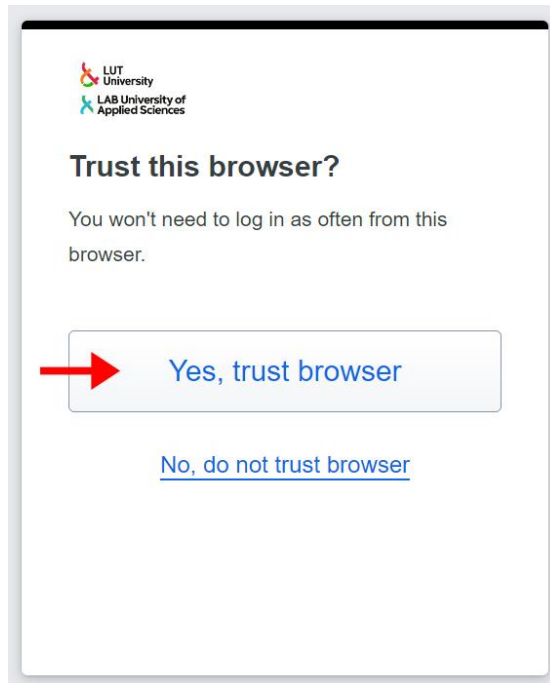 LUT
University
LAB University of
Applied Sciences
Trust this browser?
You won't need to log in as often from this
browser.
Yes, trust browser
No, do not trust browser